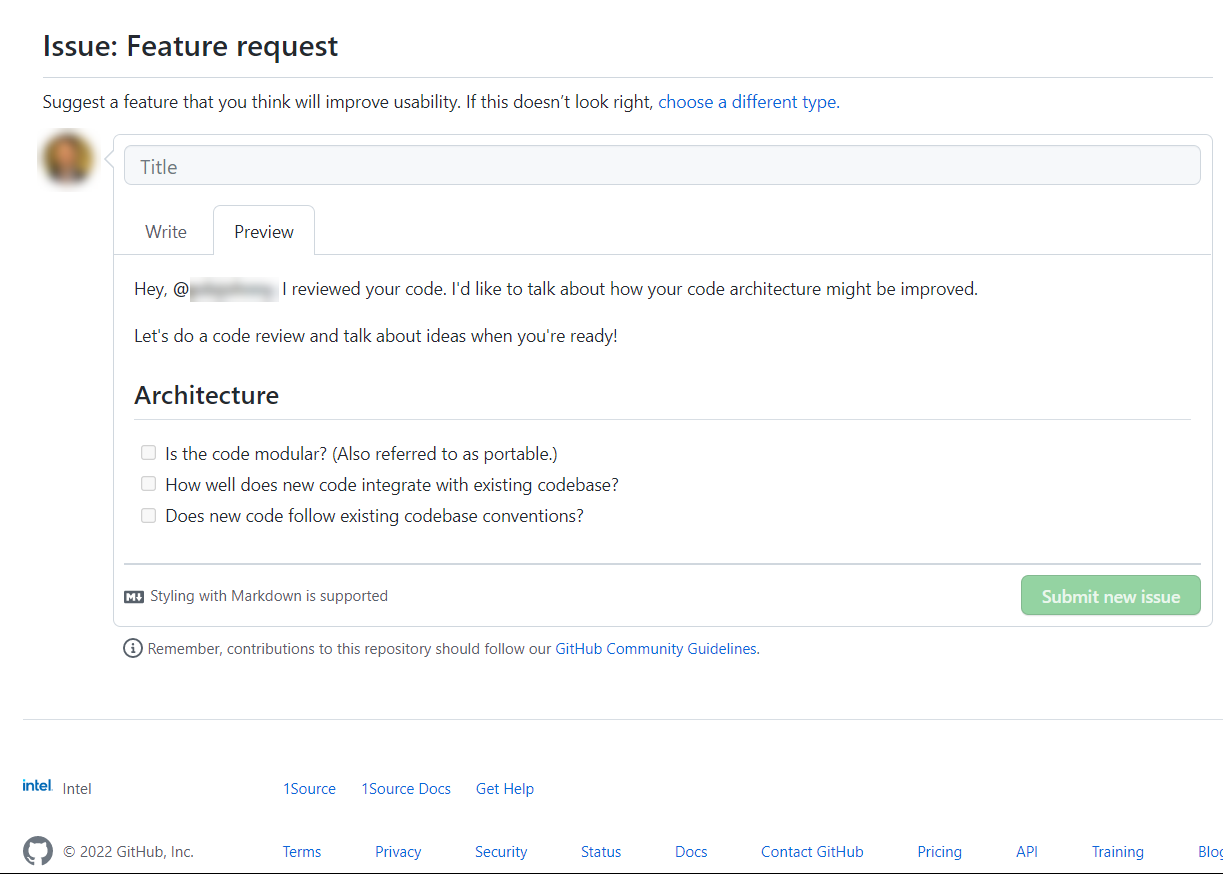 Issue: Feature request
Suggest a feature that you think will improve usability. If this doesn’t look right, choose a different type.
Title
Write Preview
Hey, @ I reviewed your code. I'd like to talk about how your code architecture might be improved.
Let's do a code review and talk about ideas when you're ready!
Architecture
Is the code modular? (Also referred to as portable.)
How well does new code integrate with existing codebase?
Does new code follow existing codebase conventions?
Styling with Markdown is supported
Submit new issue
Remember, contributions to this repository should follow our GitHub Community Guidelines.
intel. Intel 1Source 1Source Docs Get Help
© 2022 GitHub, Inc. Terms Privacy Security Status Docs Contact GitHub Pricing API Training Blog